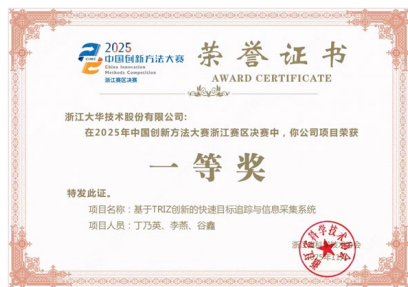 2025
中国创新方法大赛
China Innovation
Methods Competition
浙江赛区决赛
荣誉证书
AWARD CERTIFICATE
浙江大华技术股份有限公司：
在2025年中国创新方法大赛浙江赛区决赛中，你公司项目荣获
一等奖
特发此证。
项目名称：基于TRIZ创新的快速目标追踪与信息采集系统
项目人员：丁乃英、李燕、谷鑫